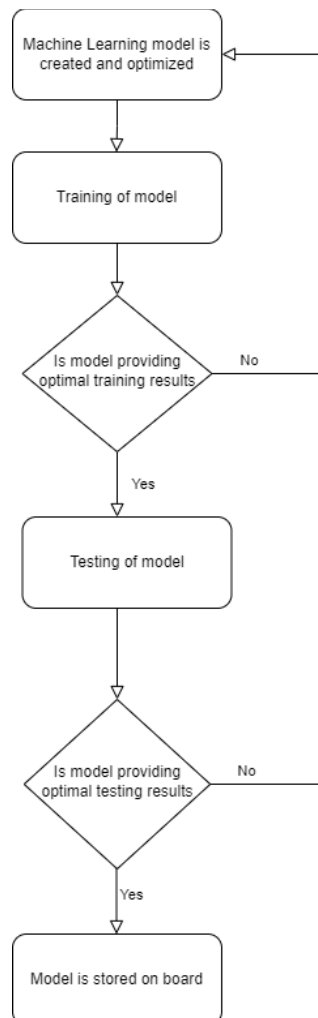 Machine Learning model is
created and optimized
Training of model
Is model providing
optimal training results
No
Yes
Testing of model
Is model providing
optimal testing results
No
Yes
Model is stored on board